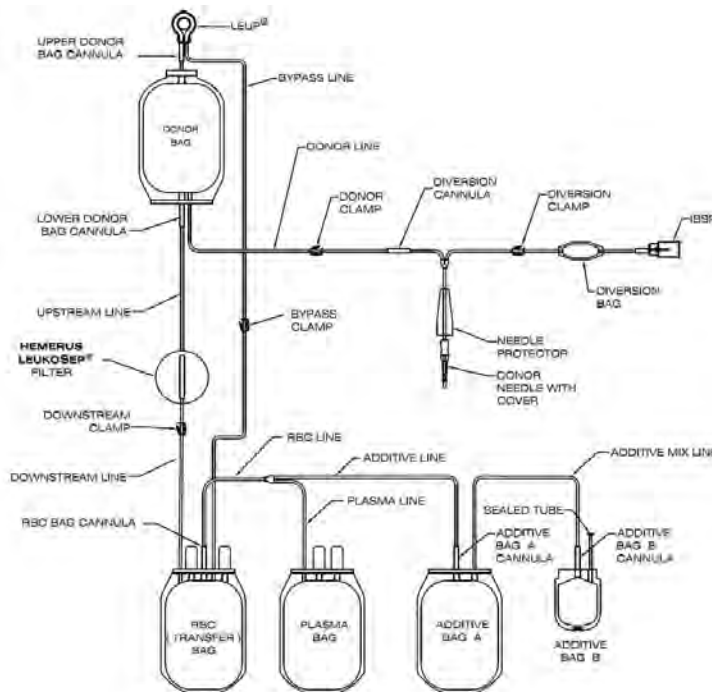 UPPER DONOR
BAG CANNULA
BYPASS LINE
DONOR
BAG
DONOR LINE
DONOR
CLAMP
DIVERSION
CANNULA
DIVERSION
CLAMP
LOWER DONOR
BAG CANNULA
DIVERSION
BAG
UPSTREAM LINE
BYPASS
CLAMP
NEEDLE
PROTECTOR
HEMERUS
LEUKOSEP®
FILTER
DONOR
NEEDLE WITH
COVER
DOWNSTREAM
CLAMP
RBC LINE
ADDITIVE LINE
ADDITIVE MIX LINE
DOWNSTREAM LINE
PLASMA LINE
SEALED TUBE
RBC BAG CANNULA
ADDITIVE
BAG A
CANNULA
ADDITIVE
BAG B
CANNULA
RBC
(TRANSFER)
BAG
PLASMA
BAG
ADDITIVE
BAG A
ADDITIVE
BAG B